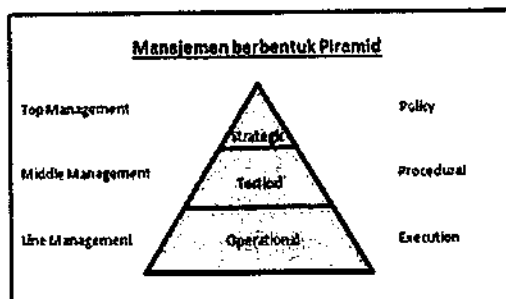 Manajemen berbentuk Piramid
Top Management
Strategic
Policy
Middle Management
Tactical
Procedural
Line Management
Operational
Execution